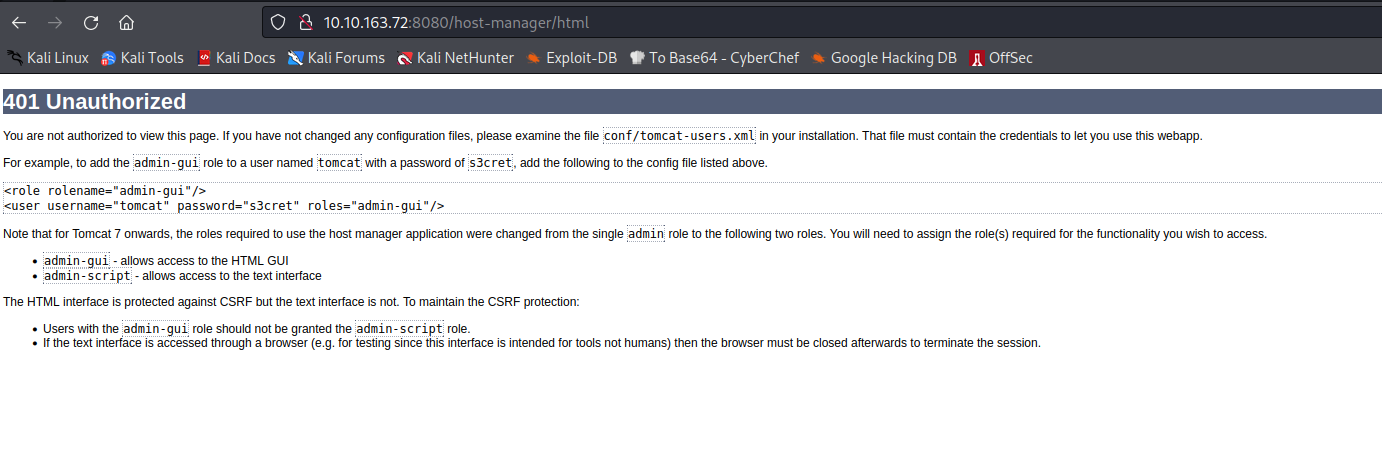 10.10.163.72:8080/host-manager/html
Kali Linux Kali Tools Kali Docs Kali Forums Kali NetHunter Exploit-DB To Base64 - CyberChef Google Hacking DB OffSec
401 Unauthorized
You are not authorized to view this page. If you have not changed any configuration files, please examine the file conf/tomcat-users.xml in your installation. That file must contain the credentials to let you use this webapp.
For example, to add the admin-gui role to a user named tomcat with a password of s3cret, add the following to the config file listed above.
<role rolename="admin-gui"/>
<user username="tomcat" password="s3cret" roles="admin-gui"/>
Note that for Tomcat 7 onwards, the roles required to use the host manager application were changed from the single admin role to the following two roles. You will need to assign the role(s) required for the functionality you wish to access.
• admin-gui - allows access to the HTML GUI
• admin-script - allows access to the text interface
The HTML interface is protected against CSRF but the text interface is not. To maintain the CSRF protection:
• Users with the admin-gui role should not be granted the admin-script role.
• If the text interface is accessed through a browser (e.g. for testing since this interface is intended for tools not humans) then the browser must be closed afterwards to terminate the session.